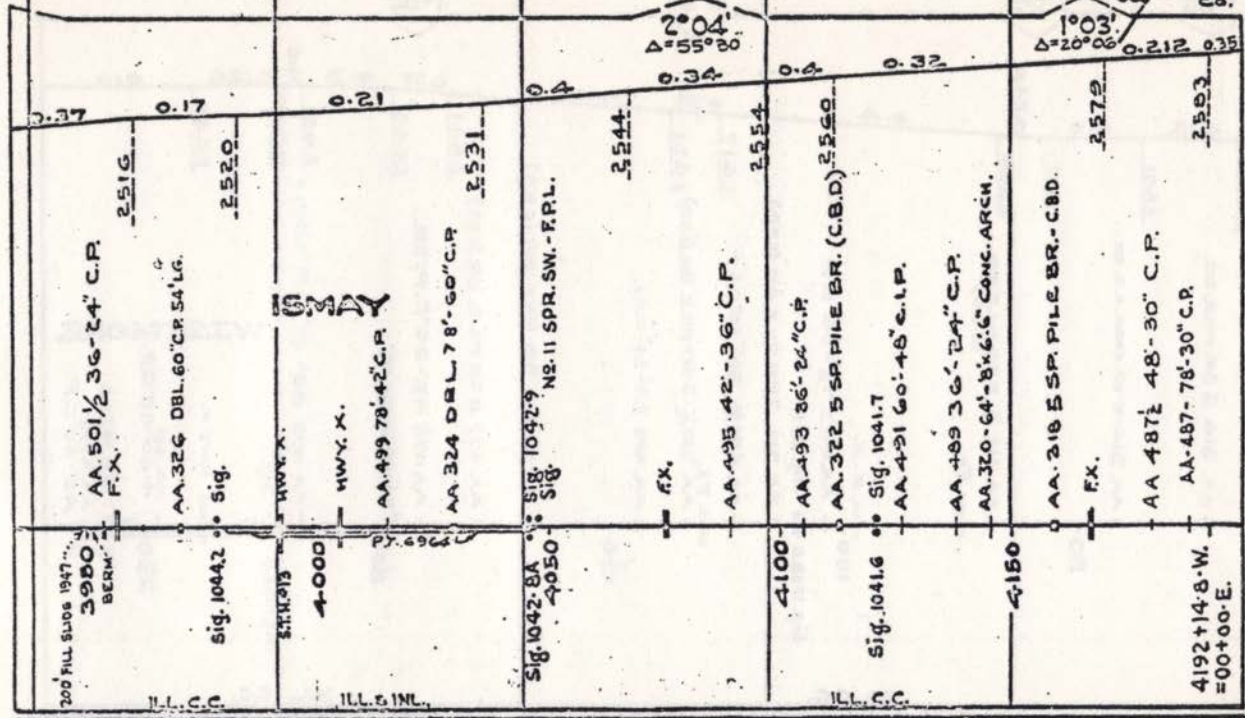 2°04'
Δ=55°30'
1°03'
Δ=20°06'
Co.
0.37
0.17
0.21
0.4
0.34
0.4
0.32
0.212
0.35
2516
2520
2531
2544
2554
2560
2579
2583
AA. 501½ 36-24" C.P.
F.X.
AA.326 DBL.60"C.P. 54'LG.
Sig.
HWY.X.
ISMAY
HWY. X.
AA.499 78'-42" C.P.
AA 324 DBL. 78'-60" C.P.
Sig. 1042.9
Sig.
No.11 SPR. SW.-F.P.L.
F.X.
AA.495-42'-36" C.P.
AA.493 36'-24" C.P.
AA.322 5 SP. PILE BR. (C.B.D.)
Sig. 1041.7
AA.491 60'-48" C.I.P.
AA.489 36'-24" C.P.
AA.320-64'-8'x6'6" CONC. ARCH.
AA.318 5 SP. PILE BR.-C.B.D.
F.X.
AA 487½ 48'-30" C.P.
AA-487-78'-30" C.P.
200' FILL SLIDE 1947
3980
BERM
Sig. 1044.2
4000
P.T. 6964
Sig. 1042.8A
4050
4100
Sig. 1041.6
4150
4192+14.8-W.
=00+00-E.
ILL. C.C.
ILL. & INL.
ILL. C.C.